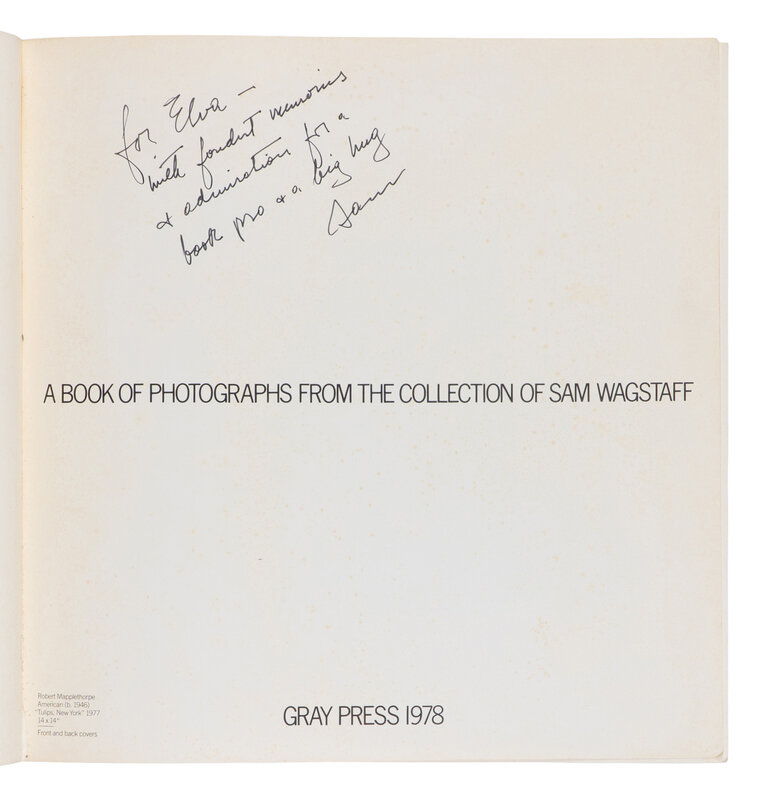 for Elva —
with fondest memories
& admiration for a
book pro & a big hug
Sam
A BOOK OF PHOTOGRAPHS FROM THE COLLECTION OF SAM WAGSTAFF
Robert Mapplethorpe
American (b. 1946)
"Tulips, New York" 1977
14 x 14"
Front and back covers
GRAY PRESS 1978